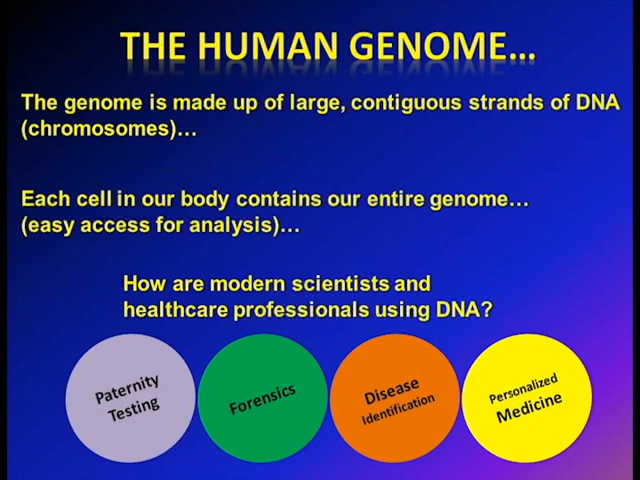 THE HUMAN GENOME…
The genome is made up of large, contiguous strands of DNA
(chromosomes)…
Each cell in our body contains our entire genome…
(easy access for analysis)…
How are modern scientists and
healthcare professionals using DNA?
Paternity
Testing
Forensics
Disease
Identification
Personalized
Medicine